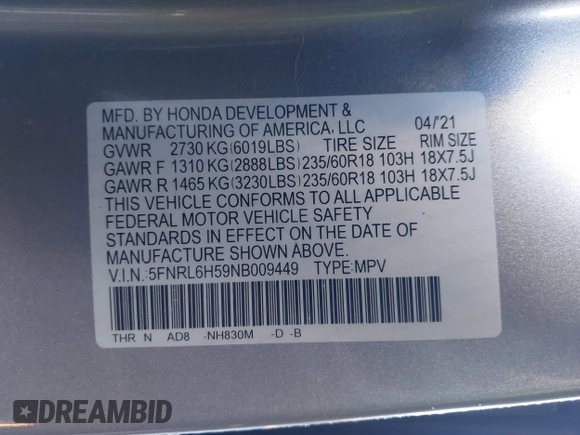 MFD. BY HONDA DEVELOPMENT &
MANUFACTURING OF AMERICA, LLC 04/'21
GVWR 2730 KG(6019LBS) TIRE SIZE RIM SIZE
GAWR F 1310 KG(2888LBS) 235/60R18 103H 18X7.5J
GAWR R 1465 KG(3230LBS) 235/60R18 103H 18X7.5J
THIS VEHICLE CONFORMS TO ALL APPLICABLE
FEDERAL MOTOR VEHICLE SAFETY
STANDARDS IN EFFECT ON THE DATE OF
MANUFACTURE SHOWN ABOVE.
V.I.N.:5FNRL6H59NB009449 TYPE:MPV
THR N AD8 -NH830M -D -B
DREAMBID